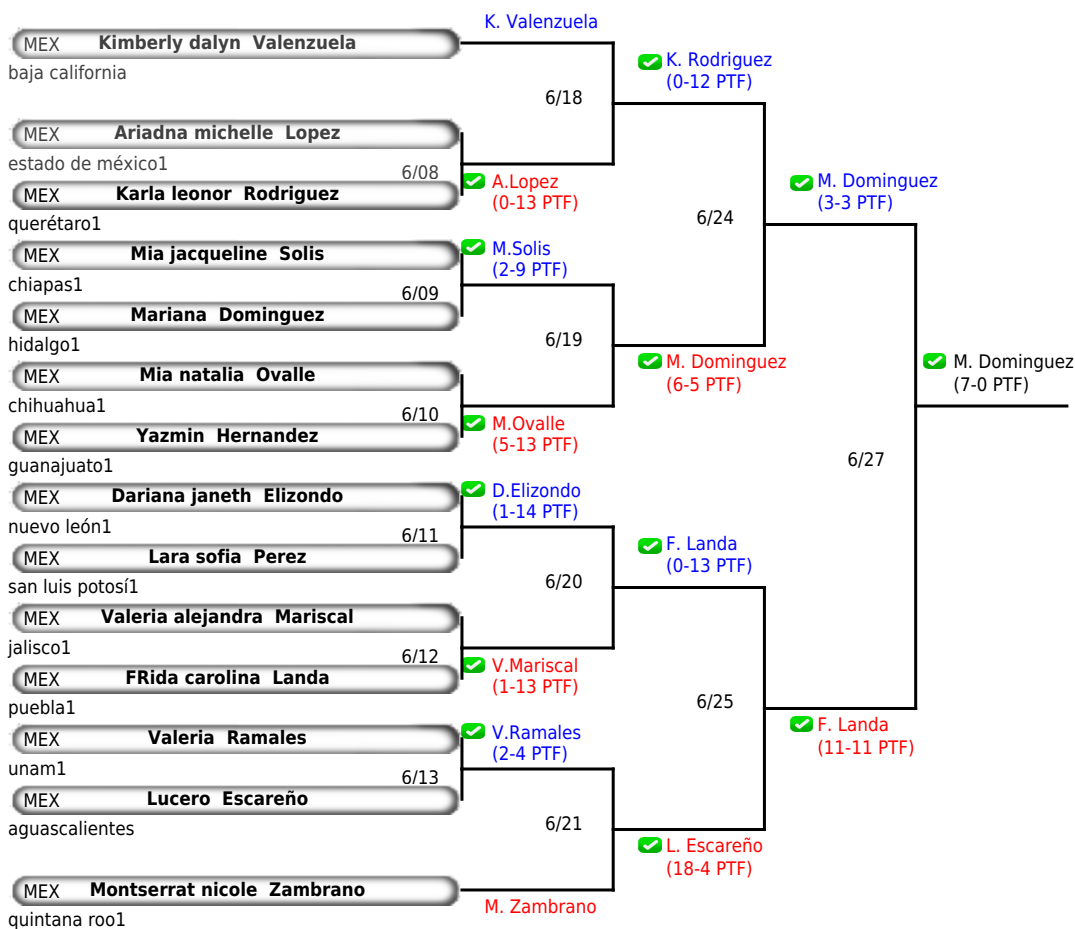 K. Valenzuela
MEX Kimberly dalyn Valenzuela
baja california
K. Rodriguez
(0-12 PTF)
6/18
MEX Ariadna michelle Lopez
estado de méxico1
6/08
A.Lopez
(0-13 PTF)
MEX Karla leonor Rodriguez
querétaro1
M. Dominguez
(3-3 PTF)
6/24
MEX Mia jacqueline Solis
chiapas1
M.Solis
(2-9 PTF)
6/09
MEX Mariana Dominguez
hidalgo1
6/19
M. Dominguez
(6-5 PTF)
M. Dominguez
(7-0 PTF)
MEX Mia natalia Ovalle
chihuahua1
6/10
M.Ovalle
(5-13 PTF)
MEX Yazmin Hernandez
guanajuato1
6/27
MEX Dariana janeth Elizondo
nuevo león1
D.Elizondo
(1-14 PTF)
6/11
MEX Lara sofia Perez
san luis potosí1
F. Landa
(0-13 PTF)
6/20
MEX Valeria alejandra Mariscal
jalisco1
6/12
V.Mariscal
(1-13 PTF)
MEX FRida carolina Landa
puebla1
6/25
F. Landa
(11-11 PTF)
MEX Valeria Ramales
unam1
V.Ramales
(2-4 PTF)
6/13
MEX Lucero Escareño
aguascalientes
6/21
L. Escareño
(18-4 PTF)
MEX Montserrat nicole Zambrano
quintana roo1
M. Zambrano